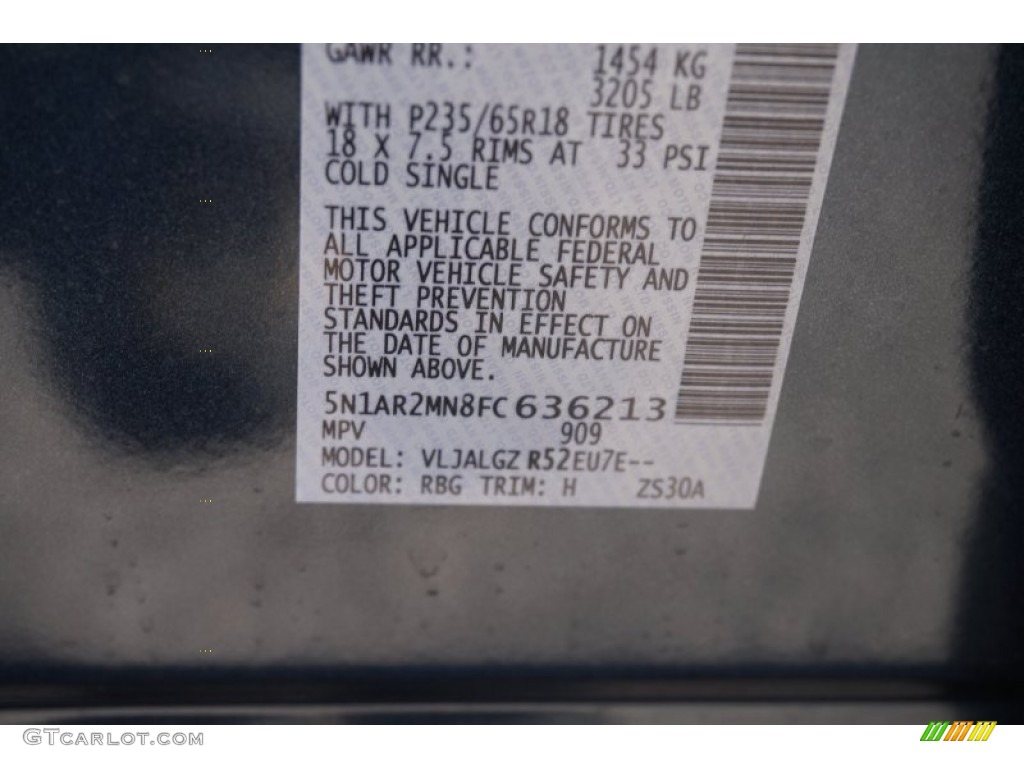 GAWR RR.: 1454 KG
3205 LB
WITH P235/65R18 TIRES
18 X 7.5 RIMS AT 33 PSI
COLD SINGLE
THIS VEHICLE CONFORMS TO
ALL APPLICABLE FEDERAL
MOTOR VEHICLE SAFETY AND
THEFT PREVENTION
STANDARDS IN EFFECT ON
THE DATE OF MANUFACTURE
SHOWN ABOVE.
5N1AR2MN8FC636213
MPV 909
MODEL: VLJALGZ R52EU7E--
COLOR: RBG TRIM: H ZS30A
GTCARLOT.COM